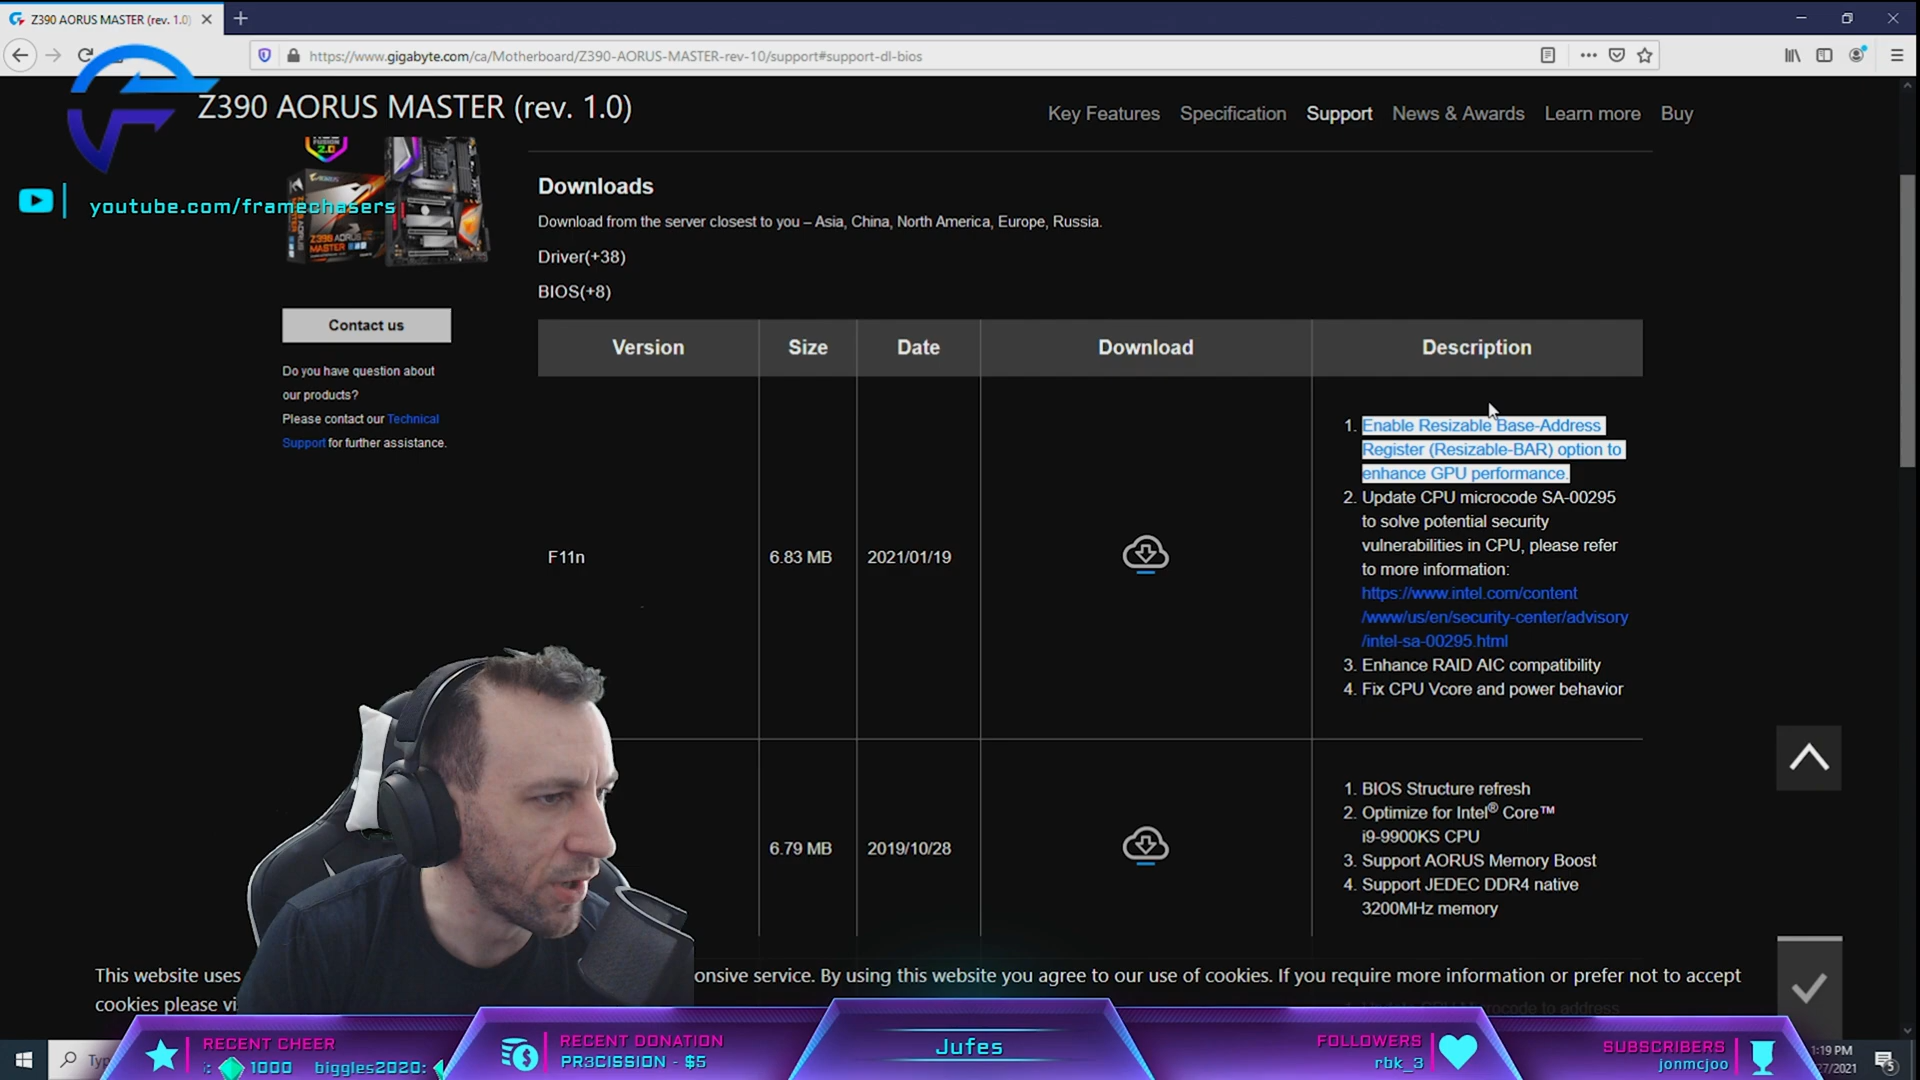 Z390 AORUS MASTER (rev. 1.0)
https://www.gigabyte.com/ca/Motherboard/Z390-AORUS-MASTER-rev-10/support#support-dl-bios
Z390 AORUS MASTER (rev. 1.0)
Key Features
Specification
Support
News & Awards
Learn more
Buy
youtube.com/framechasers
2.0
AORUS
Z390 AORUS
MASTER
Contact us
Do you have question about
our products?
Please contact our Technical
Support for further assistance.
Downloads
Download from the server closest to you – Asia, China, North America, Europe, Russia.
Driver(+38)
BIOS(+8)
Version Size Date Download Description
F11n
6.83 MB
2021/01/19
1. Enable Resizable Base-Address
Register (Resizable-BAR) option to
enhance GPU performance.
2. Update CPU microcode SA-00295
to solve potential security
vulnerabilities in CPU, please refer
to more information:
https://www.intel.com/content
/www/us/en/security-center/advisory
/intel-sa-00295.html
3. Enhance RAID AIC compatibility
4. Fix CPU Vcore and power behavior
6.79 MB
2019/10/28
1. BIOS Structure refresh
2. Optimize for Intel® Core™
i9-9900KS CPU
3. Support AORUS Memory Boost
4. Support JEDEC DDR4 native
3200MHz memory
This website uses
onsive service. By using this website you agree to our use of cookies. If you require more information or prefer not to accept
cookies please vi
Typ
RECENT CHEER
: 1000 biggles2020:
RECENT DONATION
PR3CISSION - $5
Jufes
FOLLOWERS
rbk_3
SUBSCRIBERS
jonmcjoo
1:19 PM
27/2021
5